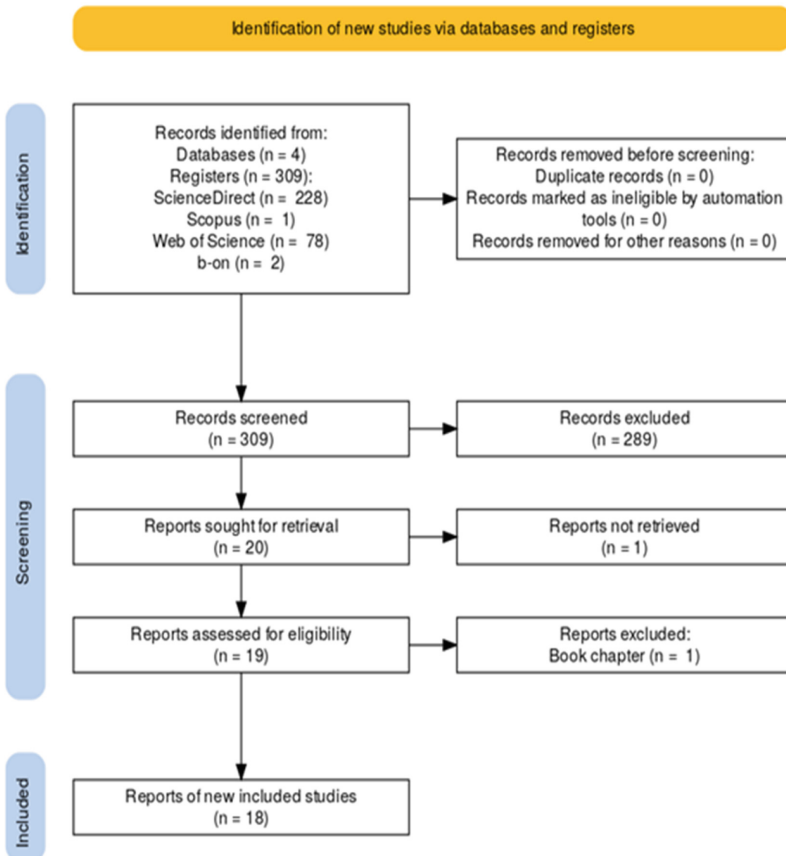 Identification of new studies via databases and registers
Identification
Records identified from:
Databases (n = 4)
Registers (n = 309):
ScienceDirect (n = 228)
Scopus (n = 1)
Web of Science (n = 78)
b-on (n = 2)
Records removed before screening:
Duplicate records (n = 0)
Records marked as ineligible by automation
tools (n = 0)
Records removed for other reasons (n = 0)
Screening
Records screened
(n = 309)
Records excluded
(n = 289)
Reports sought for retrieval
(n = 20)
Reports not retrieved
(n = 1)
Reports assessed for eligibility
(n = 19)
Reports excluded:
Book chapter (n = 1)
Included
Reports of new included studies
(n = 18)